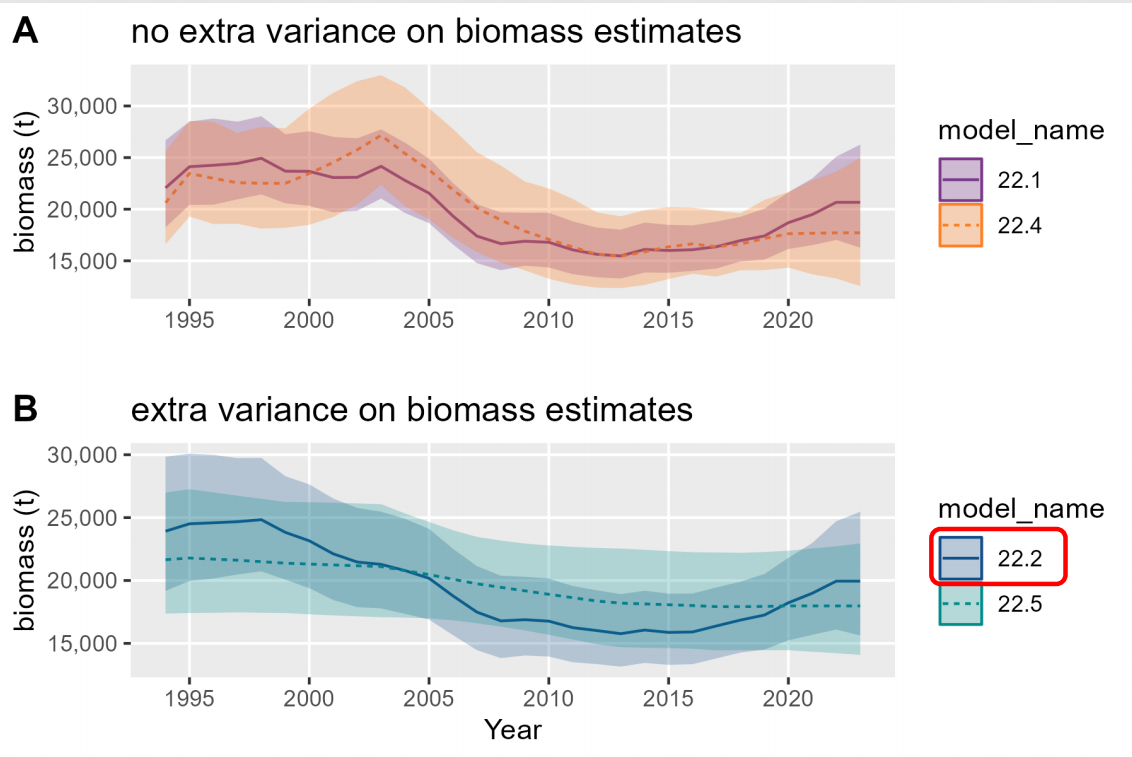 A
no extra variance on biomass estimates
biomass (t)
30,000
25,000
20,000
15,000
1995 2000 2005 2010 2015 2020
model_name
22.1
22.4
B
extra variance on biomass estimates
biomass (t)
30,000
25,000
20,000
15,000
1995 2000 2005 2010 2015 2020
Year
model_name
22.2
22.5